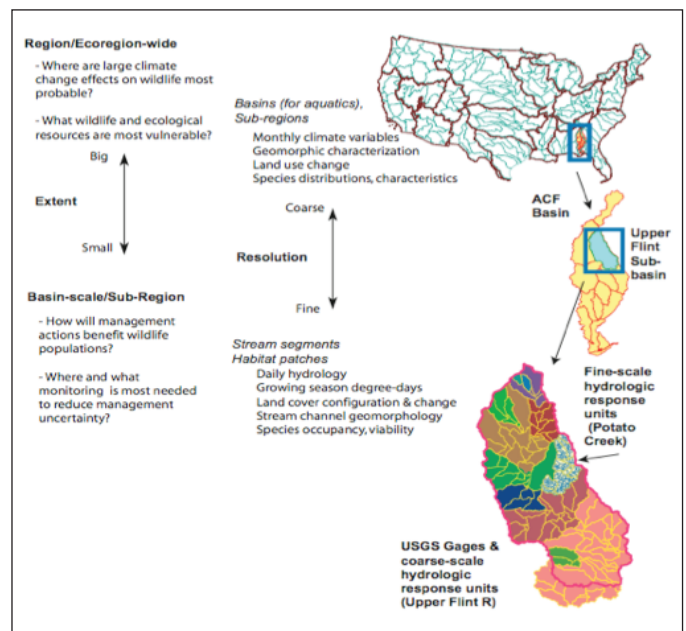 Region/Ecoregion-wide
- Where are large climate
change effects on wildlife most
probable?
- What wildlife and ecological
resources are most vulnerable?
Big
Extent
Small
Basin-scale/Sub-Region
- How will management
actions benefit wildlife
populations?
- Where and what
monitoring is most needed
to reduce management
uncertainty?
Basins (for aquatics),
Sub-regions
Monthly climate variables
Geomorphic characterization
Land use change
Species distributions, characteristics
Coarse
Resolution
Fine
Stream segments
Habitat patches
Daily hydrology
Growing season degree-days
Land cover configuration & change
Stream channel geomorphology
Species occupancy, viability
ACF
Basin
Upper
Flint
Sub-
basin
Fine-scale
hydrologic
response
units
(Potato
Creek)
USGS Gages &
coarse-scale
hydrologic
response units
(Upper Flint R)